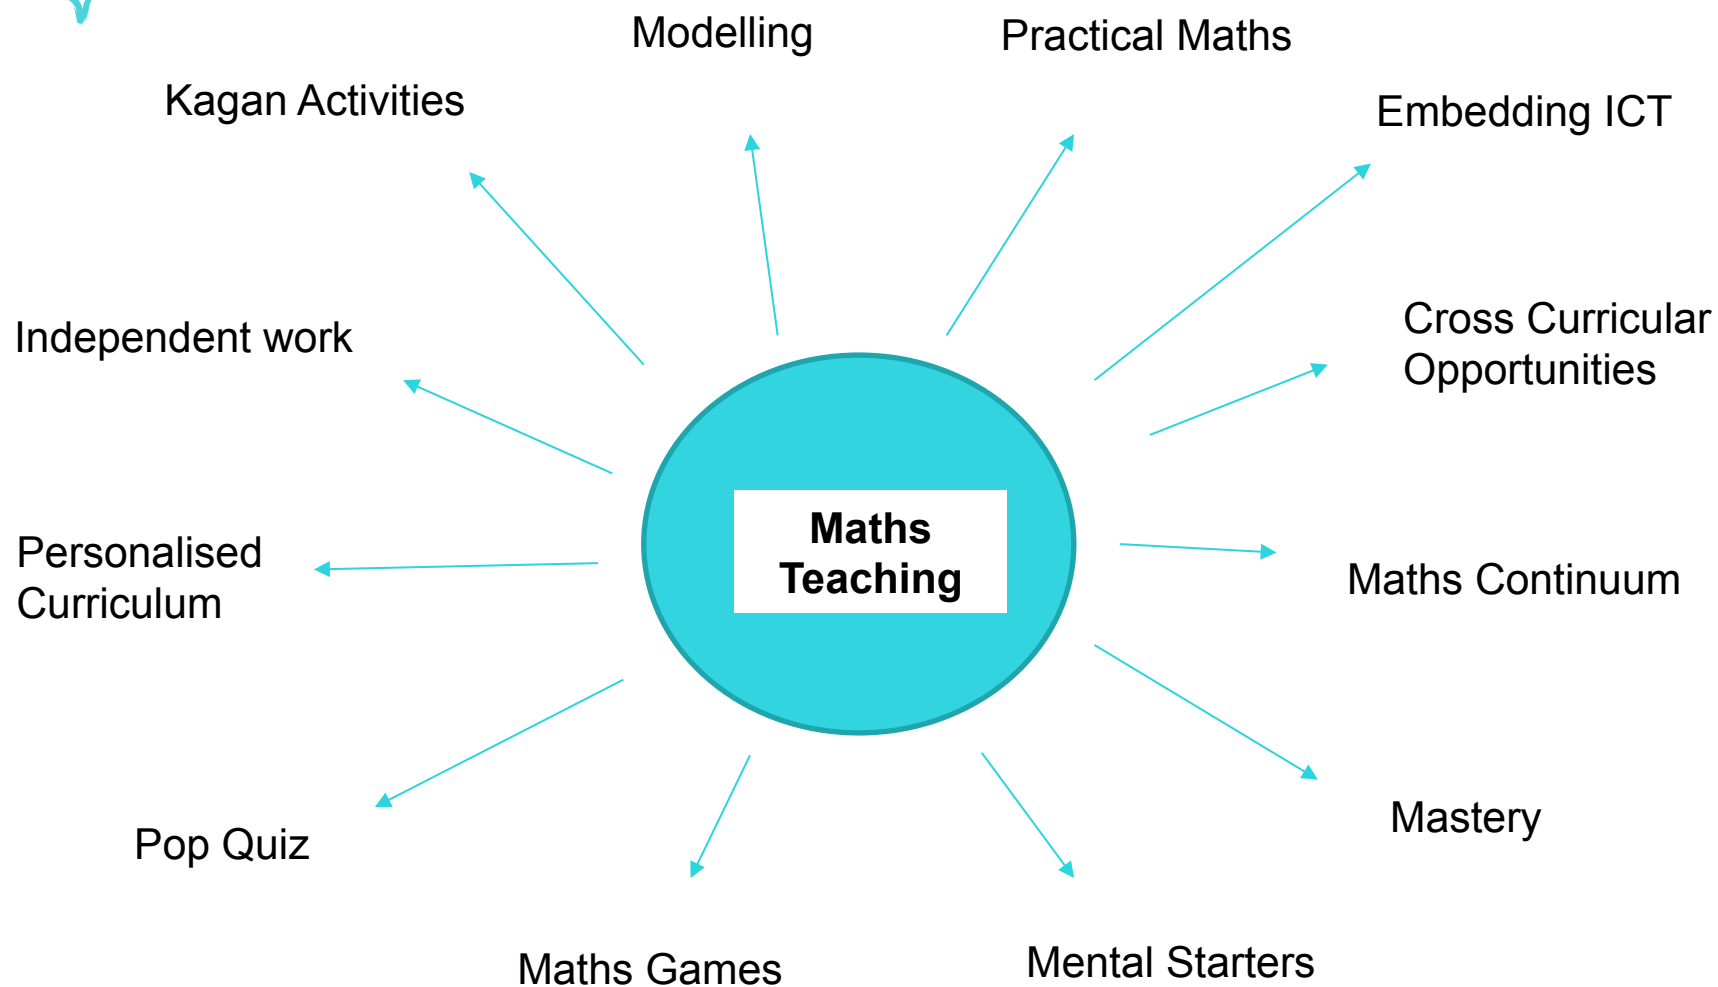 Modelling
Practical Maths
Kagan Activities
Embedding ICT
Independent work
Cross Curricular
Opportunities
Maths
Teaching
Personalised
Curriculum
Maths Continuum
Pop Quiz
Mastery
Maths Games
Mental Starters